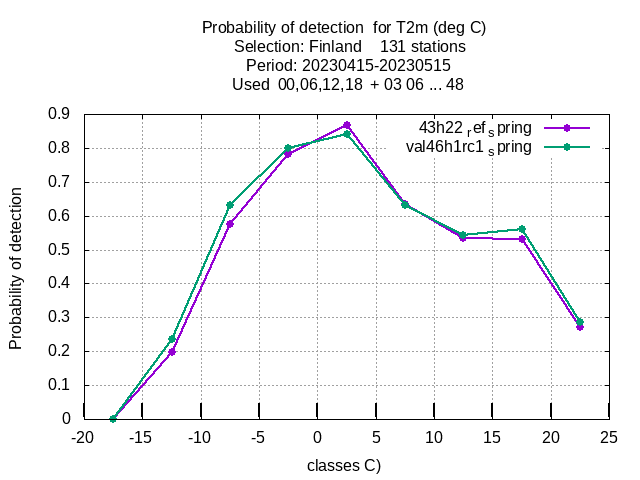 Probability of detection  for T2m (deg C)
Selection: Finland    131 stations
Period: 20230415-20230515
Used  00,06,12,18  + 03 06 ... 48
43h22 ref spring
val46h1rc1 spring
Probability of detection
0.9
0.8
0.7
0.6
0.5
0.4
0.3
0.2
0.1
0
-20 -15 -10 -5 0 5 10 15 20 25
classes C)